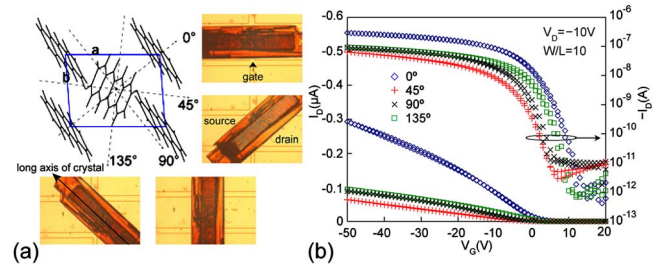 (a)
a
b
0°
45°
90°
135°
gate
source
drain
long axis of crystal
(b)
V_D=−10V
W/L=10
0°
45°
90°
135°
I_D(μA)
-0.6
-0.5
-0.4
-0.3
-0.2
-0.1
0
-50 -40 -30 -20 -10 0 10 20
V_G(V)
10^-6
10^-7
10^-8
10^-9
10^-10
10^-11
10^-12
10^-13
−I_D(A)